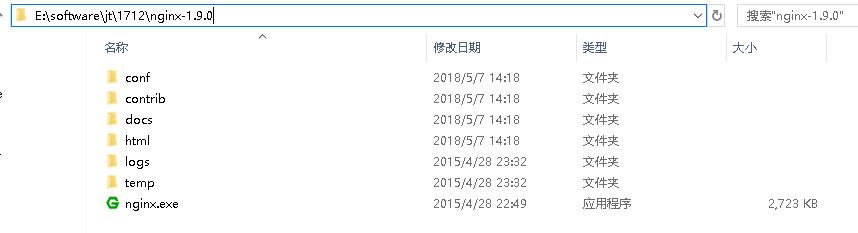 E:\software\jt\1712\nginx-1.9.0 搜索"nginx-1.9.0"
名称 修改日期 类型 大小
conf 2018/5/7 14:18 文件夹
contrib 2018/5/7 14:18 文件夹
docs 2018/5/7 14:18 文件夹
html 2018/5/7 14:18 文件夹
logs 2015/4/28 23:32 文件夹
temp 2015/4/28 23:32 文件夹
nginx.exe 2015/4/28 22:49 应用程序 2,723 KB